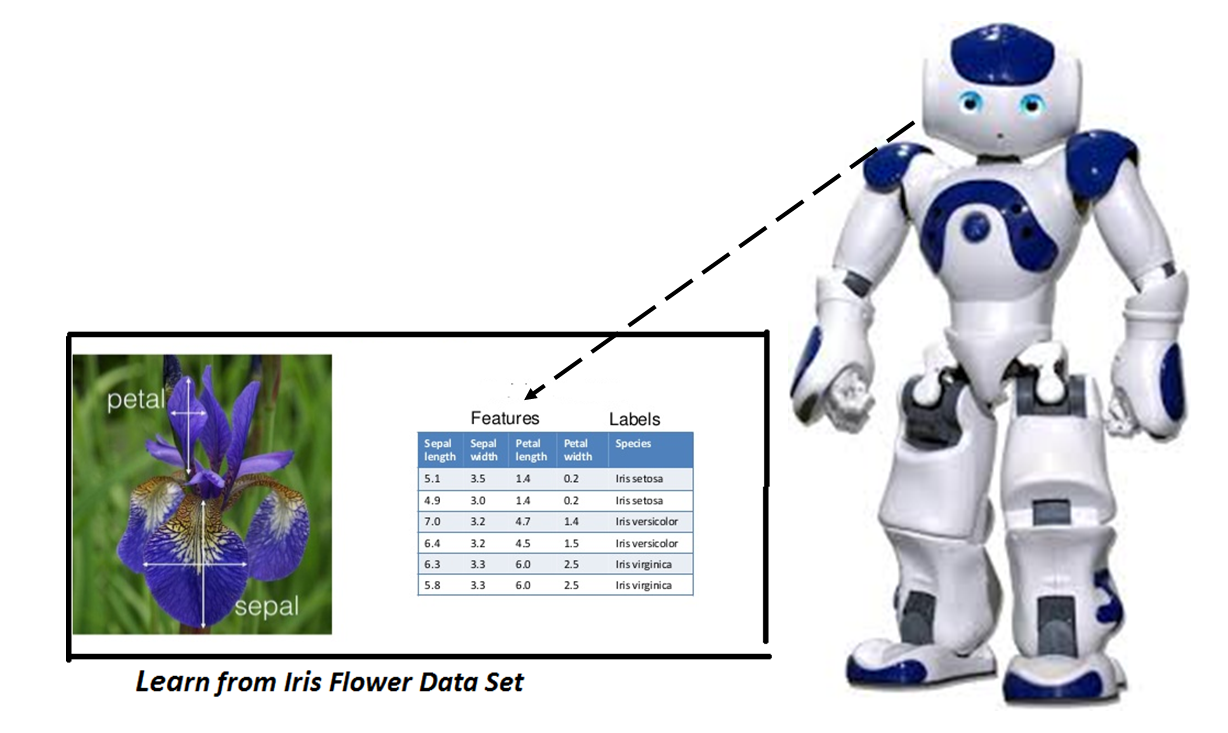 petal
sepal
Features Labels
Sepal length Sepal width Petal length Petal width Species
5.1 3.5 1.4 0.2 Iris setosa
4.9 3.0 1.4 0.2 Iris setosa
7.0 3.2 4.7 1.4 Iris versicolor
6.4 3.2 4.5 1.5 Iris versicolor
6.3 3.3 6.0 2.5 Iris virginica
5.8 3.3 6.0 2.5 Iris virginica
Learn from Iris Flower Data Set